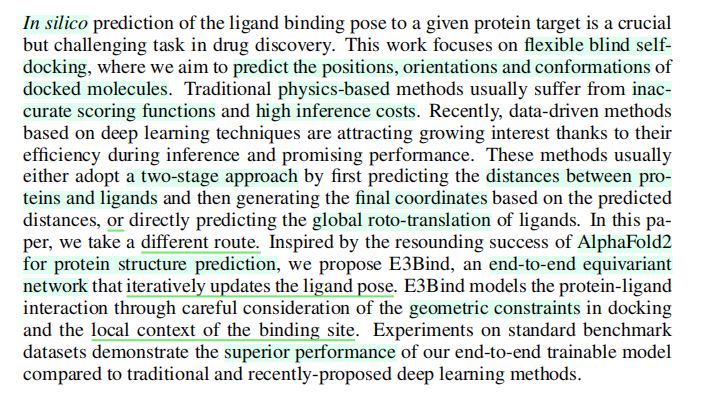 In silico prediction of the ligand binding pose to a given protein target is a crucial
but challenging task in drug discovery. This work focuses on flexible blind self-
docking, where we aim to predict the positions, orientations and conformations of
docked molecules. Traditional physics-based methods usually suffer from inac-
curate scoring functions and high inference costs. Recently, data-driven methods
based on deep learning techniques are attracting growing interest thanks to their
efficiency during inference and promising performance. These methods usually
either adopt a two-stage approach by first predicting the distances between pro-
teins and ligands and then generating the final coordinates based on the predicted
distances, or directly predicting the global roto-translation of ligands. In this pa-
per, we take a different route. Inspired by the resounding success of AlphaFold2
for protein structure prediction, we propose E3Bind, an end-to-end equivariant
network that iteratively updates the ligand pose. E3Bind models the protein-ligand
interaction through careful consideration of the geometric constraints in docking
and the local context of the binding site. Experiments on standard benchmark
datasets demonstrate the superior performance of our end-to-end trainable model
compared to traditional and recently-proposed deep learning methods.